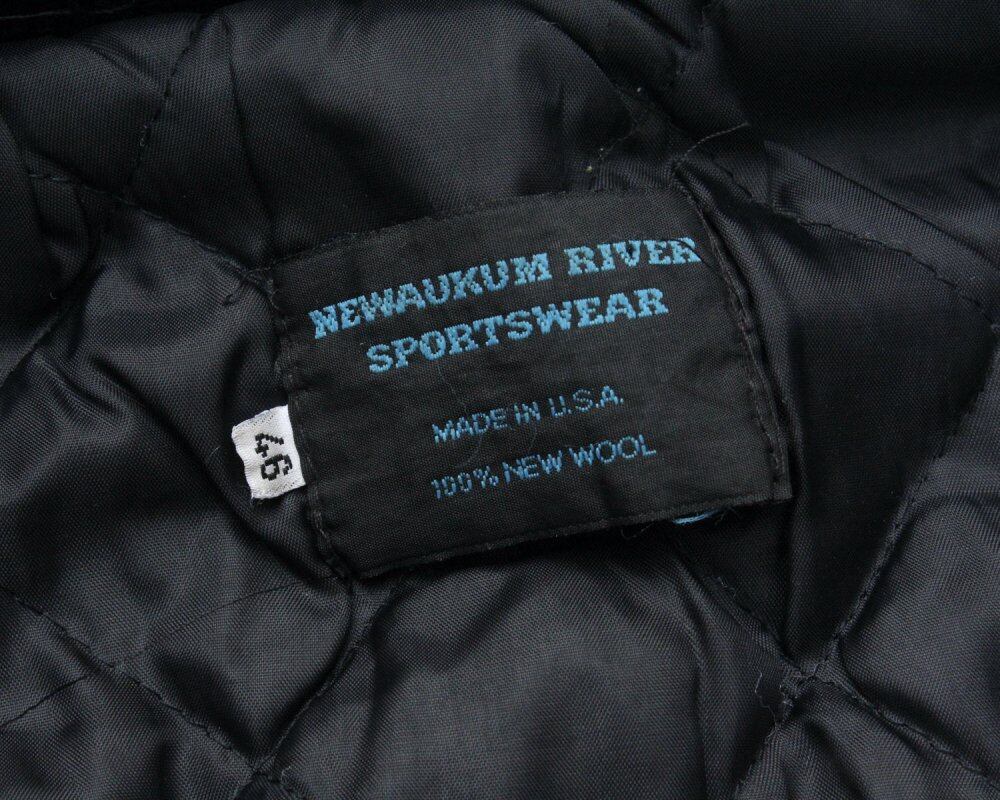 NEWAUKUM RIVER
SPORTSWEAR
MADE IN U.S.A.
100% NEW WOOL
46